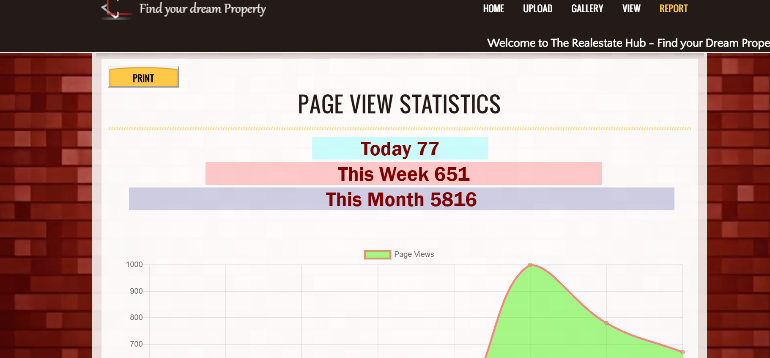 Find your dream Property
HOME UPLOAD GALLERY VIEW REPORT
Welcome to The Realestate Hub - Find your Dream Prope
PRINT
PAGE VIEW STATISTICS
Today 77
This Week 651
This Month 5816
Page Views
1000
900
800
700